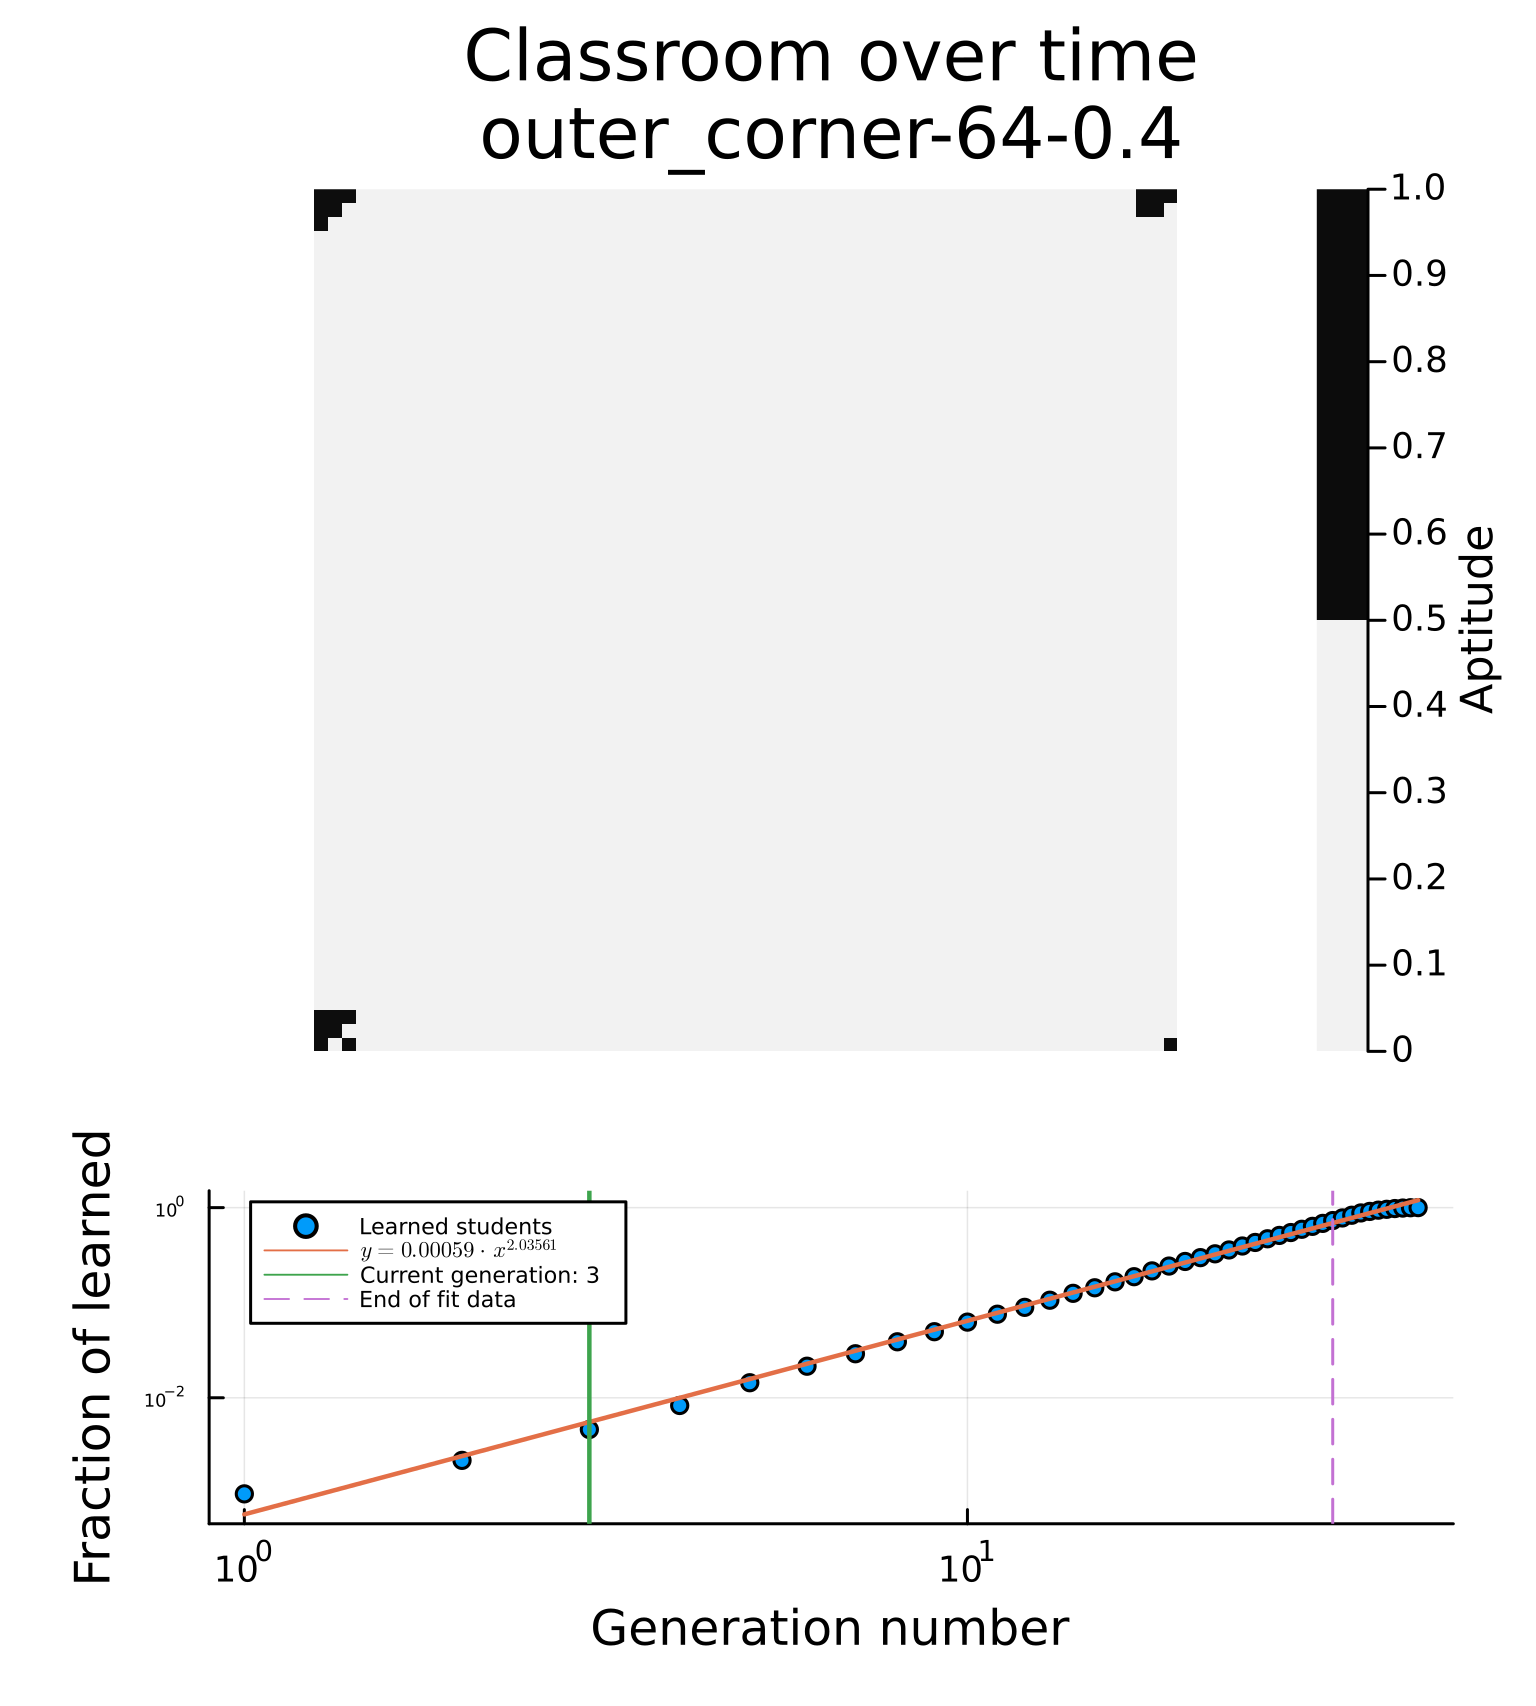 Classroom over time
outer_corner-64-0.4
1.0
0.9
0.8
0.7
0.6
0.5
0.4
0.3
0.2
0.1
0
Aptitude
Fraction of learned
10^0
10^-2
Learned students
y = 0.00059 · x^2.03561
Current generation: 3
End of fit data
10^0
10^1
Generation number